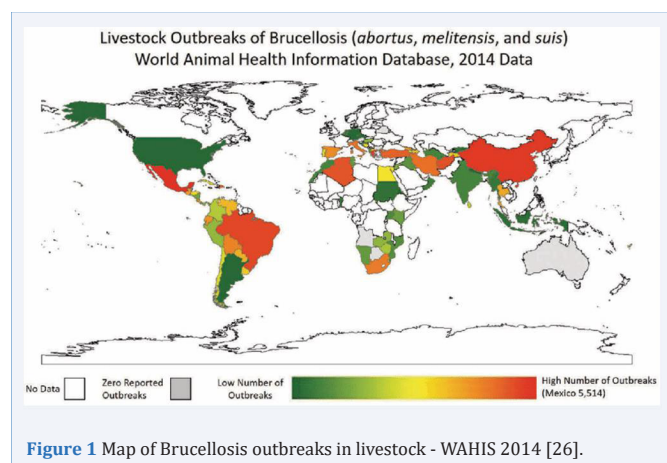 Livestock Outbreaks of Brucellosis (abortus, melitensis, and suis)
World Animal Health Information Database, 2014 Data
No Data
Zero Reported
Outbreaks
Low Number of
Outbreaks
High Number of Outbreaks
(Mexico 5,514)
Figure 1 Map of Brucellosis outbreaks in livestock - WAHIS 2014 [26].